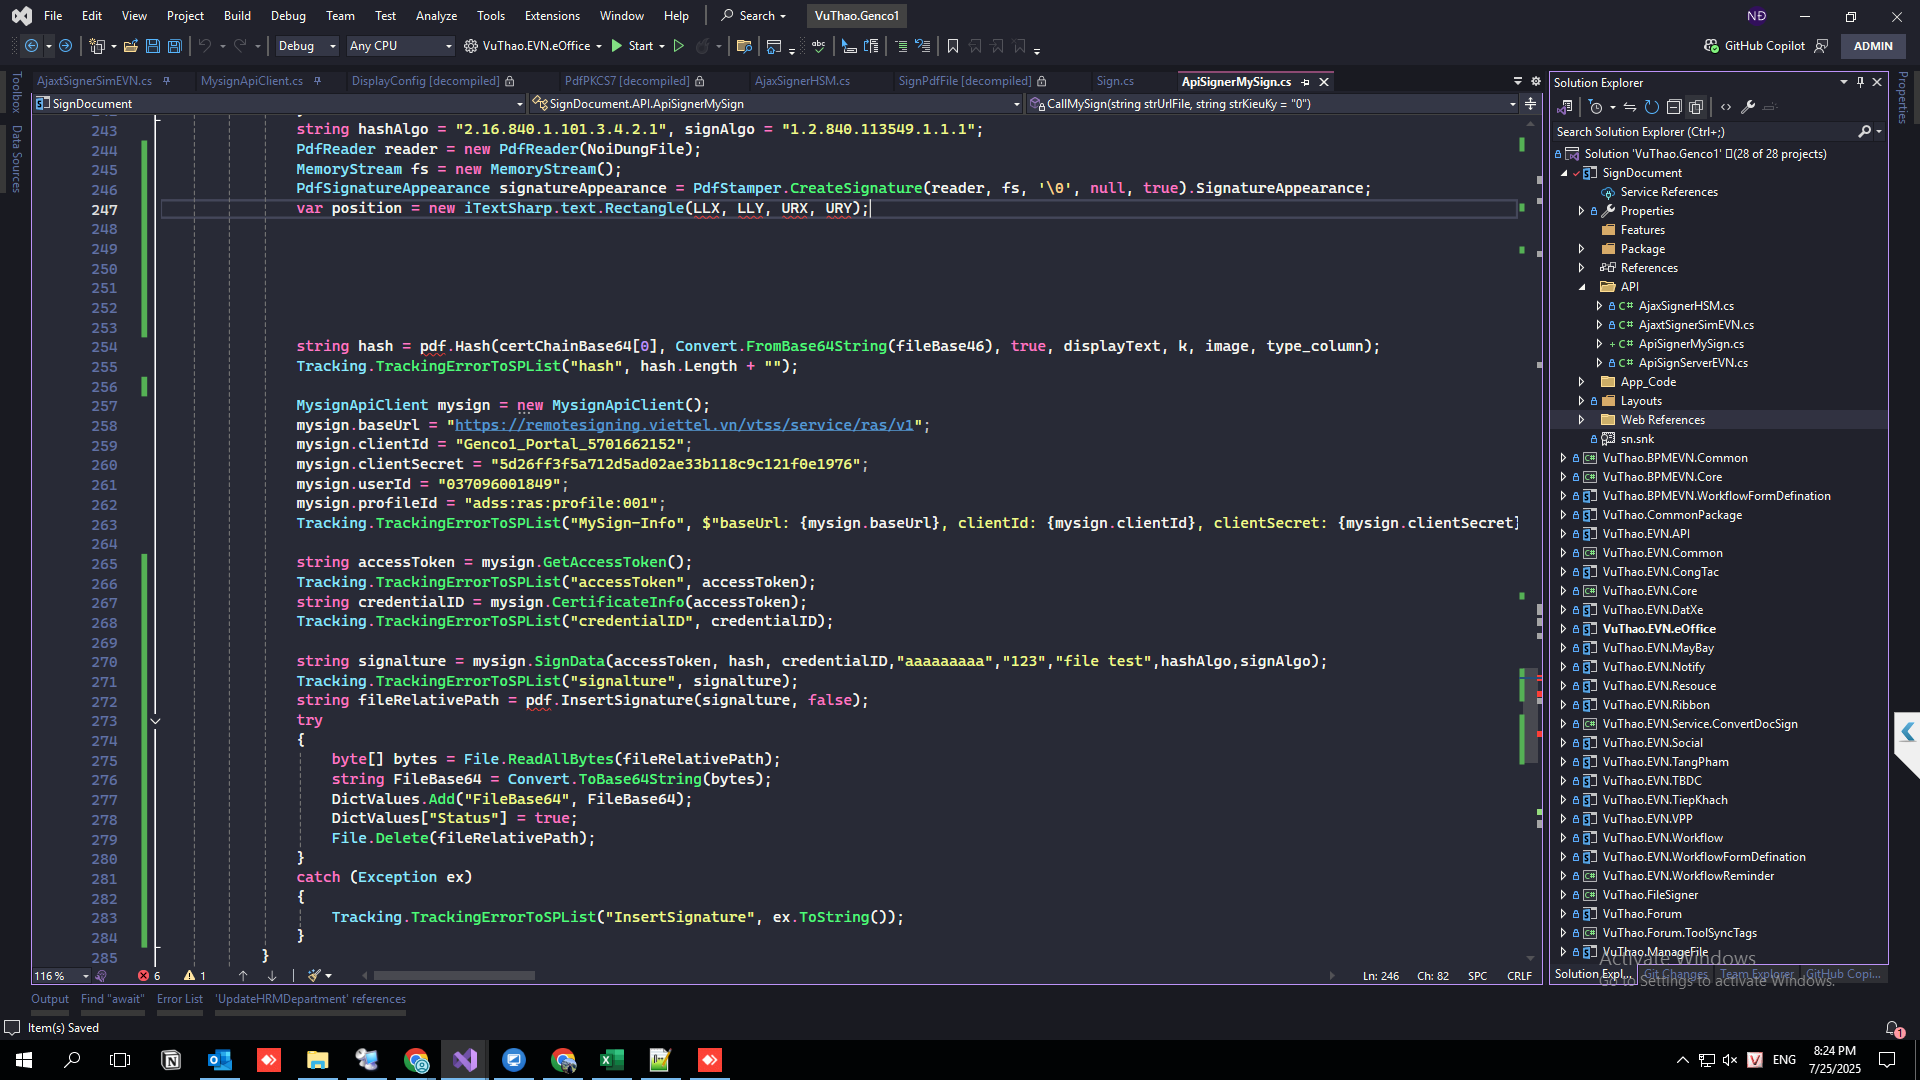 File Edit View Project Build Debug Team Test Analyze Tools Extensions Window Help Search VuThao.Genco1 NĐ
Debug Any CPU VuThao.EVN.eOffice Start GitHub Copilot ADMIN
AjaxtSignerSimEVN.cs MysignApiClient.cs DisplayConfig [decompiled] PdfPKCS7 [decompiled] AjaxSignerHSM.cs SignPdfFile [decompiled] Sign.cs ApiSignerMySign.cs
SignDocument SignDocument.API.ApiSignerMySign CallMySign(string strUrlFile, string strKieuKy = "0")
Toolbox
Data Sources
243 string hashAlgo = "2.16.840.1.101.3.4.2.1", signAlgo = "1.2.840.113549.1.1.1";
244 PdfReader reader = new PdfReader(NoiDungFile);
245 MemoryStream fs = new MemoryStream();
246 PdfSignatureAppearance signatureAppearance = PdfStamper.CreateSignature(reader, fs, '\0', null, true).SignatureAppearance;
247 var position = new iTextSharp.text.Rectangle(LLX, LLY, URX, URY);
248
249
250
251
252
253
254 string hash = pdf.Hash(certChainBase64[0], Convert.FromBase64String(fileBase46), true, displayText, k, image, type_column);
255 Tracking.TrackingErrorToSPList("hash", hash.Length + "");
256
257 MysignApiClient mysign = new MysignApiClient();
258 mysign.baseUrl = "https://remotesigning.viettel.vn/vtss/service/ras/v1";
259 mysign.clientId = "Genco1_Portal_5701662152";
260 mysign.clientSecret = "5d26ff3f5a712d5ad02ae33b118c9c121f0e1976";
261 mysign.userId = "037096001849";
262 mysign.profileId = "adss:ras:profile:001";
263 Tracking.TrackingErrorToSPList("MySign-Info", $"baseUrl: {mysign.baseUrl}, clientId: {mysign.clientId}, clientSecret: {mysign.clientSecret}
264
265 string accessToken = mysign.GetAccessToken();
266 Tracking.TrackingErrorToSPList("accessToken", accessToken);
267 string credentialID = mysign.CertificateInfo(accessToken);
268 Tracking.TrackingErrorToSPList("credentialID", credentialID);
269
270 string signalture = mysign.SignData(accessToken, hash, credentialID,"aaaaaaaaa","123","file test",hashAlgo,signAlgo);
271 Tracking.TrackingErrorToSPList("signalture", signalture);
272 string fileRelativePath = pdf.InsertSignature(signalture, false);
273 try
274 {
275 byte[] bytes = File.ReadAllBytes(fileRelativePath);
276 string FileBase64 = Convert.ToBase64String(bytes);
277 DictValues.Add("FileBase64", FileBase64);
278 DictValues["Status"] = true;
279 File.Delete(fileRelativePath);
280 }
281 catch (Exception ex)
282 {
283 Tracking.TrackingErrorToSPList("InsertSignature", ex.ToString());
284 }
285 }
116 % 6 1 Ln: 246 Ch: 82 SPC CRLF
Output Find "await" Error List 'UpdateHRMDepartment' references
Item(s) Saved
Solution Explorer
Search Solution Explorer (Ctrl+;)
Solution 'VuThao.Genco1' (28 of 28 projects)
SignDocument
Service References
Properties
Features
Package
References
API
AjaxSignerHSM.cs
AjaxtSignerSimEVN.cs
ApiSignerMySign.cs
ApiSignServerEVN.cs
App_Code
Layouts
Web References
sn.snk
VuThao.BPMEVN.Common
VuThao.BPMEVN.Core
VuThao.BPMEVN.WorkflowFormDefination
VuThao.CommonPackage
VuThao.EVN.API
VuThao.EVN.Common
VuThao.EVN.CongTac
VuThao.EVN.Core
VuThao.EVN.DatXe
VuThao.EVN.eOffice
VuThao.EVN.MayBay
VuThao.EVN.Notify
VuThao.EVN.Resouce
VuThao.EVN.Ribbon
VuThao.EVN.Service.ConvertDocSign
VuThao.EVN.Social
VuThao.EVN.TangPham
VuThao.EVN.TBDC
VuThao.EVN.TiepKhach
VuThao.EVN.VPP
VuThao.EVN.Workflow
VuThao.EVN.WorkflowFormDefination
VuThao.EVN.WorkflowReminder
VuThao.FileSigner
VuThao.Forum
VuThao.Forum.ToolSyncTags
VuThao.ManageFile
Solution Expl... Git Changes Team Explorer GitHub Copi...
Activate Windows
Go to Settings to activate Windows.
Properties
1
ENG
8:24 PM
7/25/2025